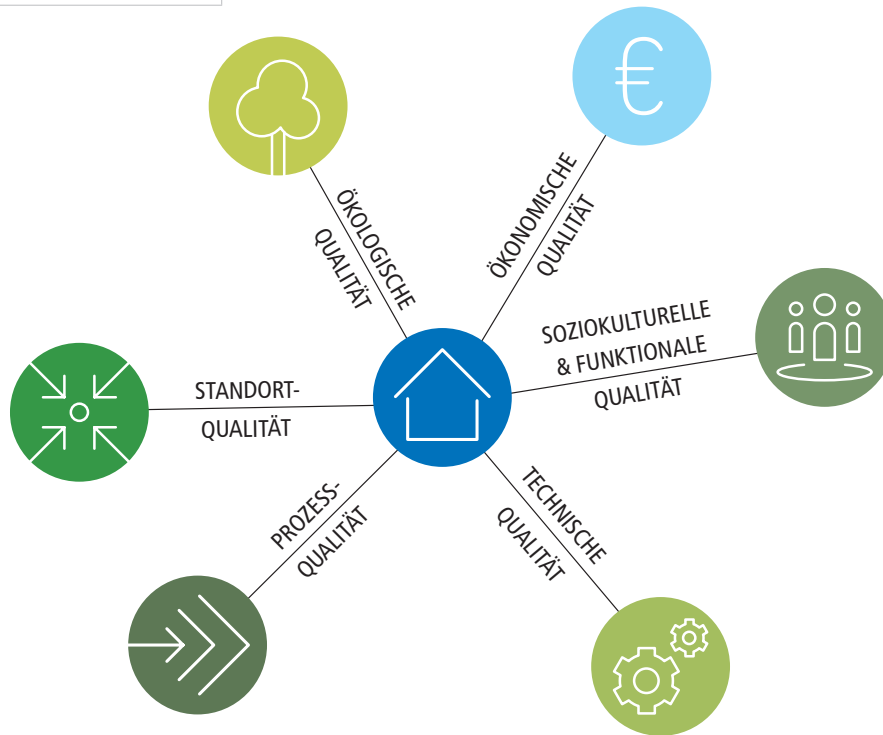 ÖKOLOGISCHE
QUALITÄT
ÖKONOMISCHE
QUALITÄT
SOZIOKULTURELLE
& FUNKTIONALE
QUALITÄT
TECHNISCHE
QUALITÄT
PROZESS-
QUALITÄT
STANDORT-
QUALITÄT
€